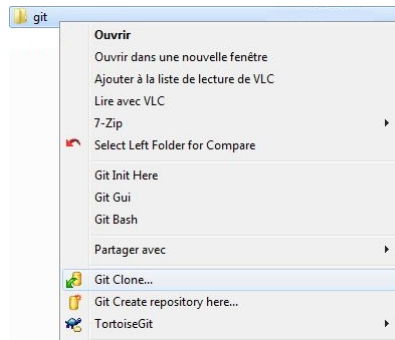 git
Ouvrir
Ouvrir dans une nouvelle fenêtre
Ajouter à la liste de lecture de VLC
Lire avec VLC
7-Zip
Select Left Folder for Compare
Git Init Here
Git Gui
Git Bash
Partager avec
Git Clone...
Git Create repository here...
TortoiseGit